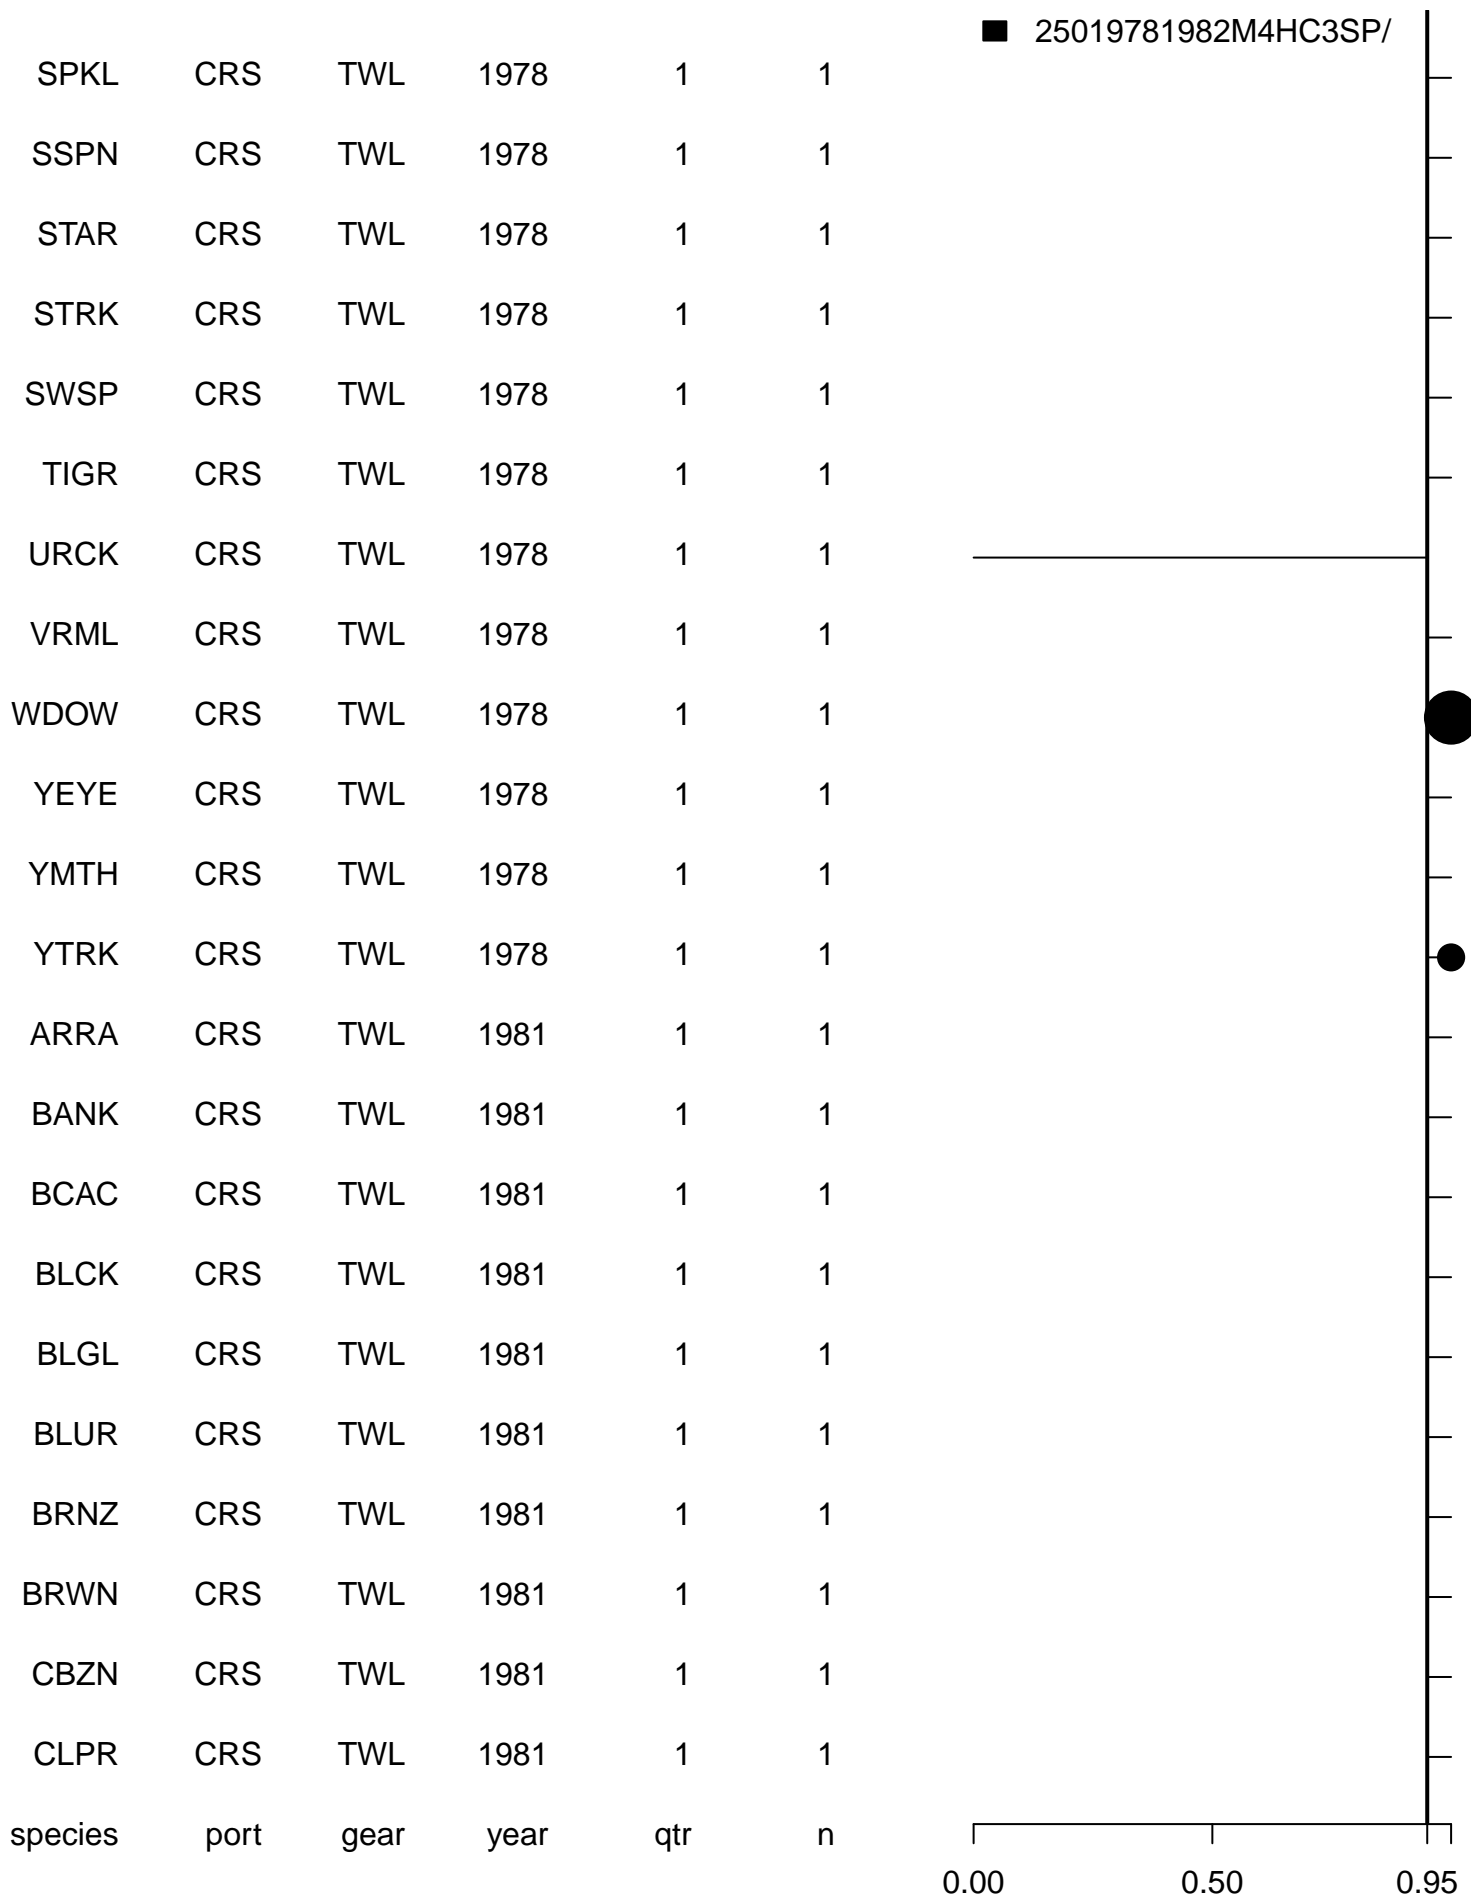 25019781982M4HC3SP/
SPKL CRS TWL 1978 1 1
SSPN CRS TWL 1978 1 1
STAR CRS TWL 1978 1 1
STRK CRS TWL 1978 1 1
SWSP CRS TWL 1978 1 1
TIGR CRS TWL 1978 1 1
URCK CRS TWL 1978 1 1
VRML CRS TWL 1978 1 1
WDOW CRS TWL 1978 1 1
YEYE CRS TWL 1978 1 1
YMTH CRS TWL 1978 1 1
YTRK CRS TWL 1978 1 1
ARRA CRS TWL 1981 1 1
BANK CRS TWL 1981 1 1
BCAC CRS TWL 1981 1 1
BLCK CRS TWL 1981 1 1
BLGL CRS TWL 1981 1 1
BLUR CRS TWL 1981 1 1
BRNZ CRS TWL 1981 1 1
BRWN CRS TWL 1981 1 1
CBZN CRS TWL 1981 1 1
CLPR CRS TWL 1981 1 1
species port gear year qtr n
0.00 0.50 0.95